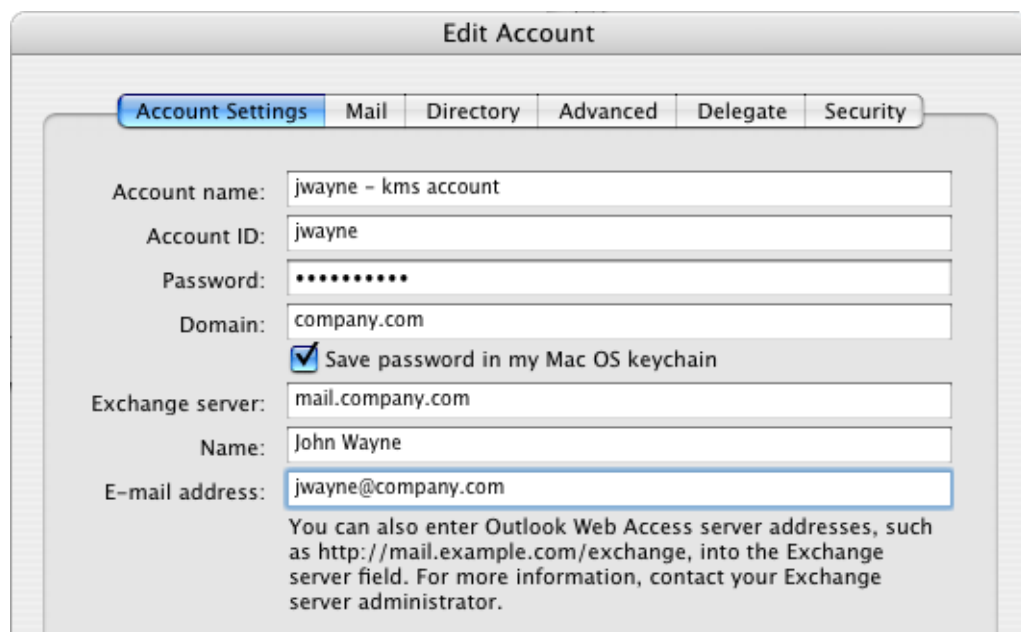 Edit Account
Account Settings Mail Directory Advanced Delegate Security
Account name: jwayne – kms account
Account ID: jwayne
Password: ••••••••••
Domain: company.com
Save password in my Mac OS keychain
Exchange server: mail.company.com
Name: John Wayne
E-mail address: jwayne@company.com
You can also enter Outlook Web Access server addresses, such
as http://mail.example.com/exchange, into the Exchange
server field. For more information, contact your Exchange
server administrator.